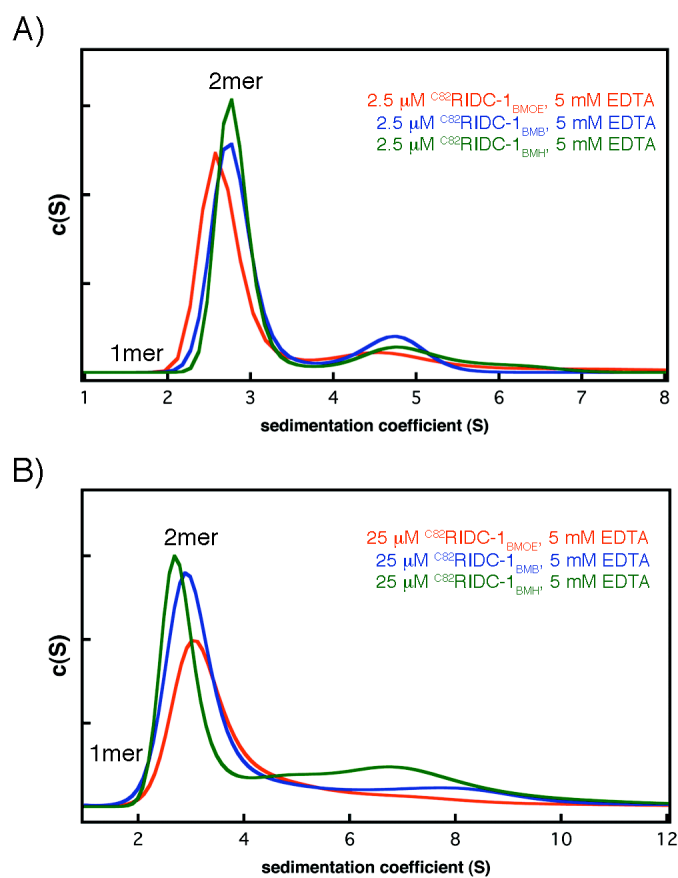 A)
2mer
2.5 μM C82RIDC-1BMOE, 5 mM EDTA
2.5 μM C82RIDC-1BMB, 5 mM EDTA
2.5 μM C82RIDC-1BMH, 5 mM EDTA
c(S)
1mer
1 2 3 4 5 6 7 8
sedimentation coefficient (S)
B)
2mer
25 μM C82RIDC-1BMOE, 5 mM EDTA
25 μM C82RIDC-1BMB, 5 mM EDTA
25 μM C82RIDC-1BMH, 5 mM EDTA
c(S)
1mer
2 4 6 8 10 12
sedimentation coefficient (S)